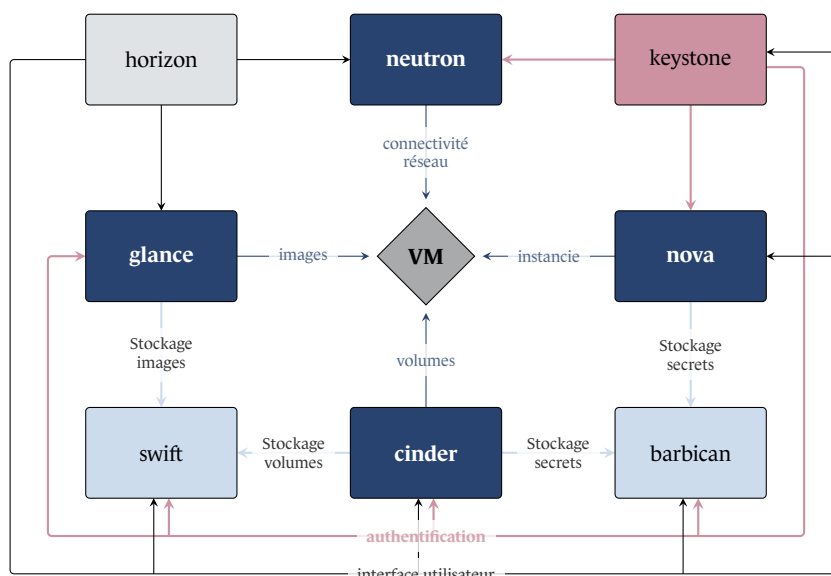 horizon
neutron
keystone
connectivité
réseau
glance
images
VM
instancie
nova
Stockage
images
volumes
Stockage
secrets
swift
Stockage
volumes
cinder
Stockage
secrets
barbican
authentification
interface utilisateur